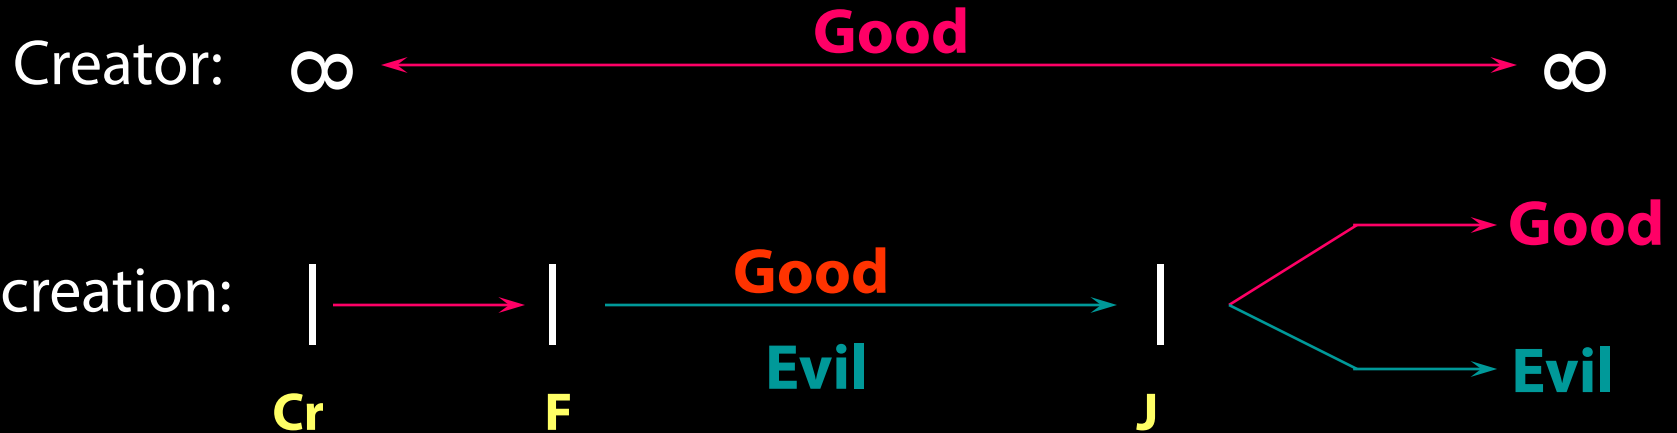 Good
Creator: ∞ ∞
Good
creation: Good
Evil Evil
Cr F J